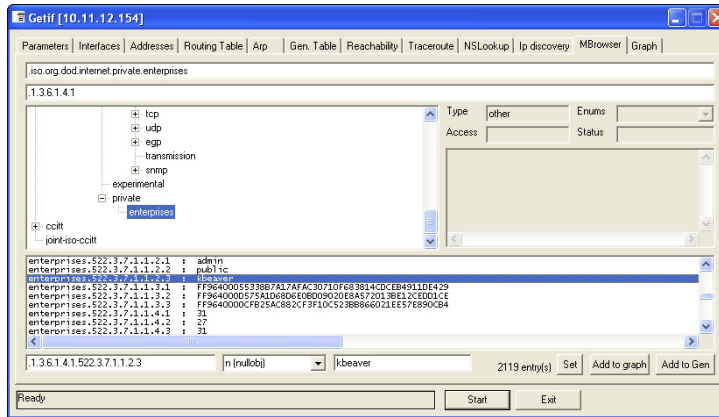 Getif [10.11.12.154]
Parameters Interfaces Addresses Routing Table Arp Gen. Table Reachability Traceroute NSLookup Ip discovery MBrowser Graph
.iso.org.dod.internet.private.enterprises
.1.3.6.1.4.1
tcp
udp
egp
transmission
snmp
experimental
private
enterprises
ccitt
joint-iso-ccitt
Type other Enums
Access Status
enterprises.522.3.7.1.1.2.1 : admin
enterprises.522.3.7.1.1.2.2 : public
enterprises.522.3.7.1.1.2.3 : kbeaver
enterprises.522.3.7.1.1.3.1 : FF96400055338B7A17AFAC30710F683814CDCEB4911DE429
enterprises.522.3.7.1.1.3.2 : FF964000D575A1D68D6E0BD09020E8A572013BE12CEDD1CE
enterprises.522.3.7.1.1.3.3 : FF964000CFB25AC882CF3F10C523BB866021EE57E890CB4
enterprises.522.3.7.1.1.4.1 : 31
enterprises.522.3.7.1.1.4.2 : 27
enterprises.522.3.7.1.1.4.3 : 31
.1.3.6.1.4.1.522.3.7.1.1.2.3 n (nullobj) kbeaver 2119 entry(s) Set Add to graph Add to Gen
Ready Start Exit